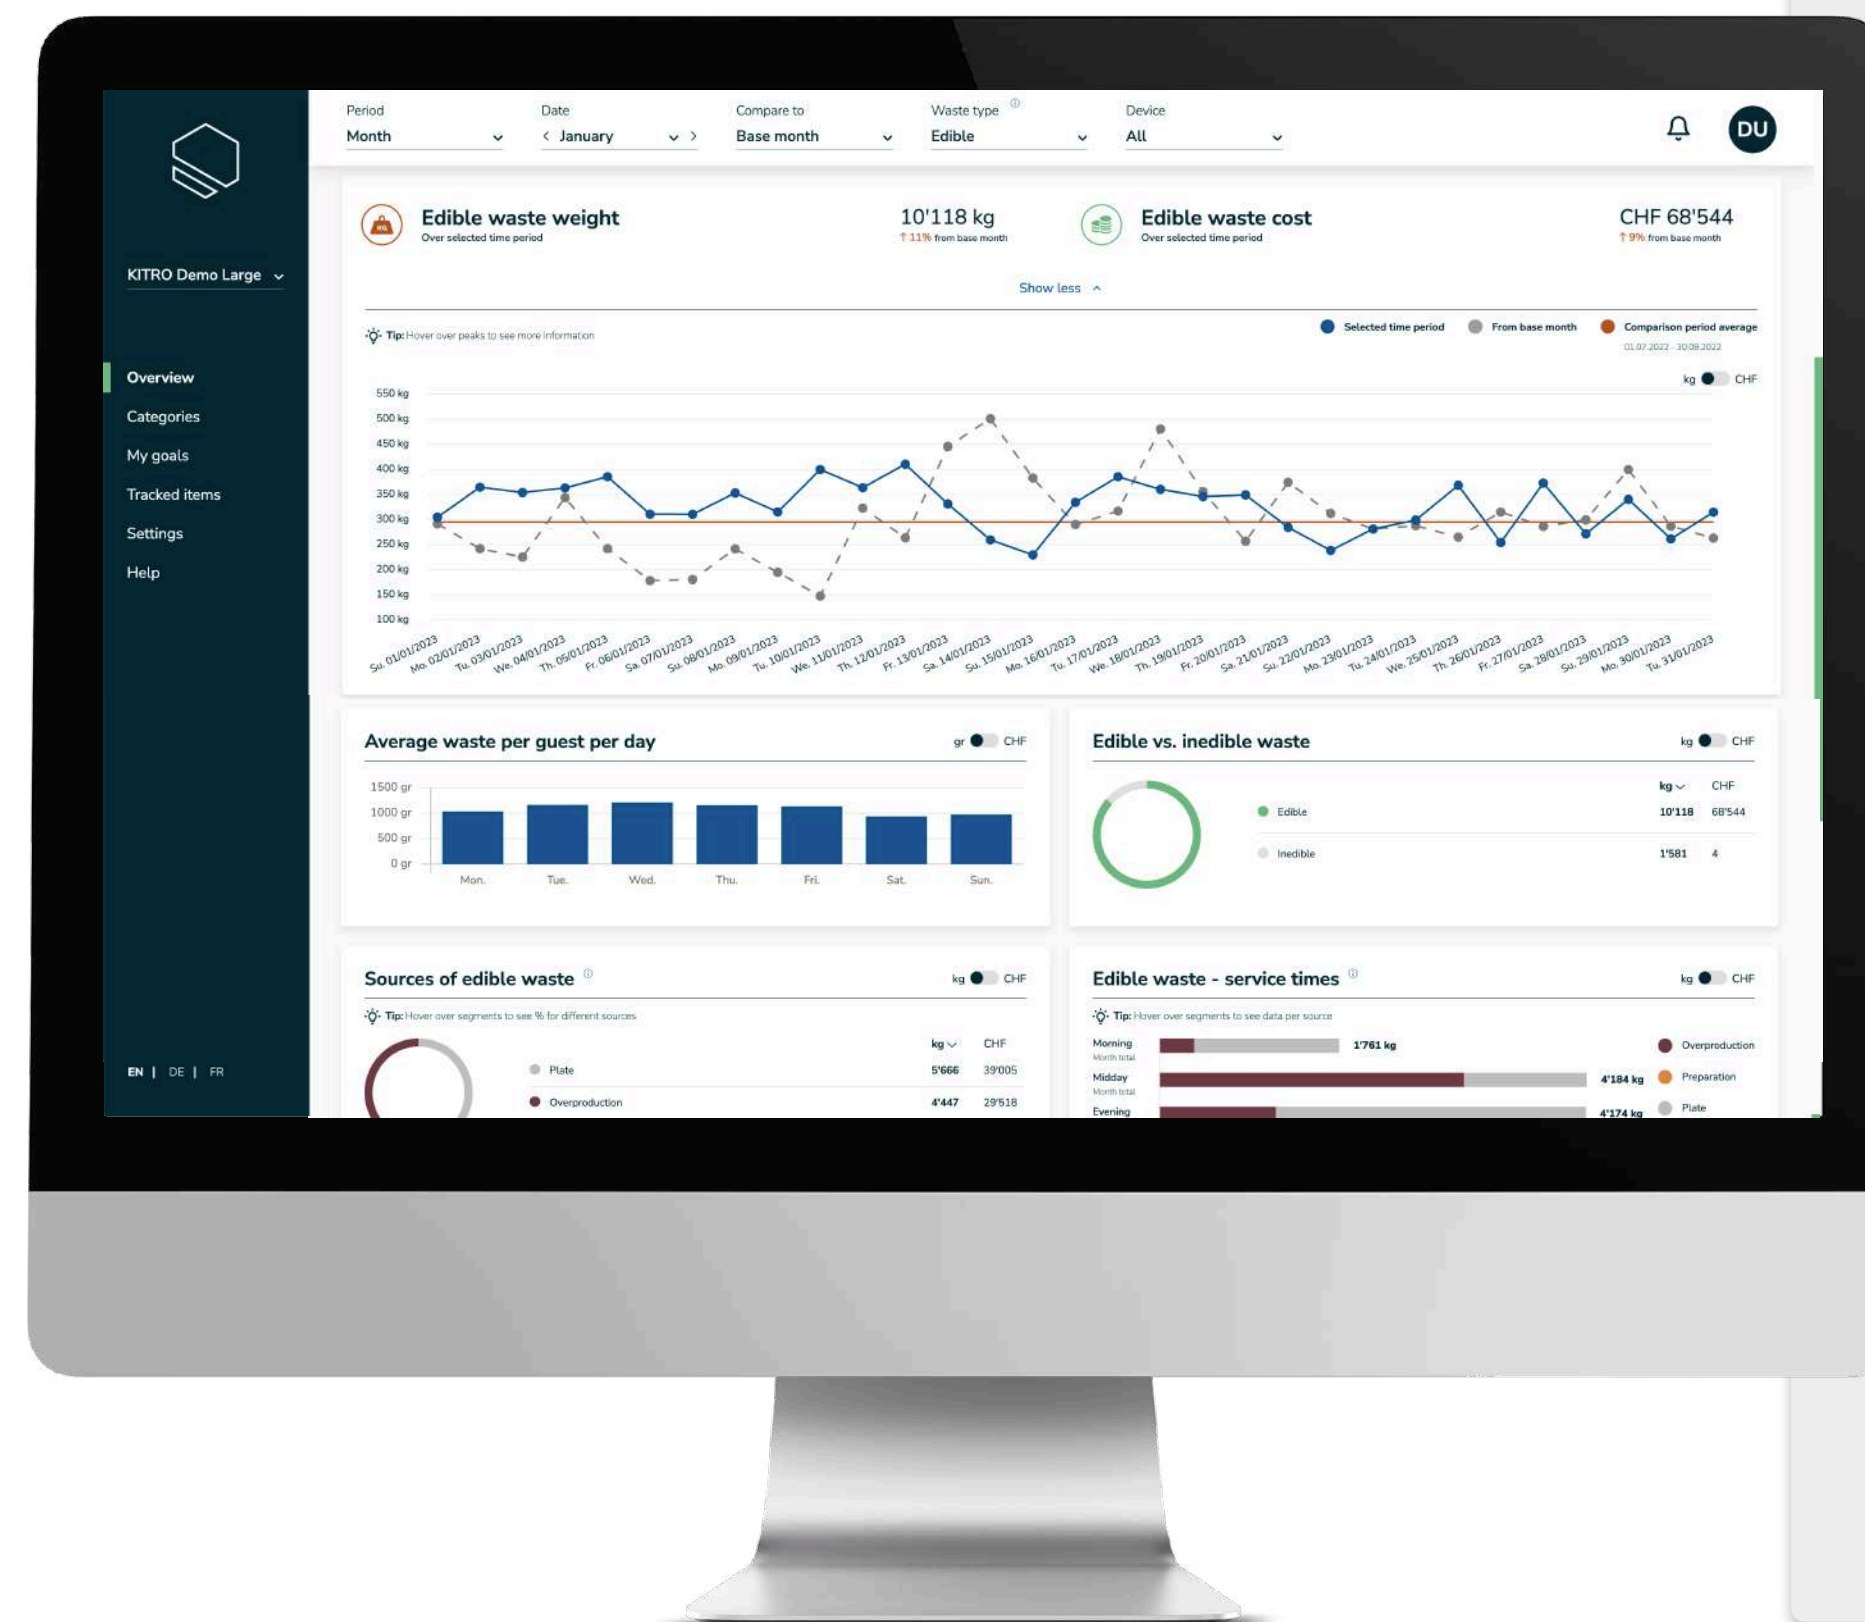 Period
Date
Compare to
Waste type
Device
Month
< January >
Base month
Edible
All
DU
KITRO Demo Large
Overview
Categories
My goals
Tracked items
Settings
Help
EN | DE | FR
Edible waste weight
Over selected time period
10'118 kg
↑ 11% from base month
Edible waste cost
Over selected time period
CHF 68'544
↑ 9% from base month
Show less
Tip: Hover over peaks to see more information
Selected time period
From base month
Comparison period average
01.07.2022 - 30.08.2022
kg CHF
550 kg
500 kg
450 kg
400 kg
350 kg
300 kg
250 kg
200 kg
150 kg
100 kg
Su. 01/01/2023
Mo. 02/01/2023
Tu. 03/01/2023
We. 04/01/2023
Th. 05/01/2023
Fr. 06/01/2023
Sa. 07/01/2023
Su. 08/01/2023
Mo. 09/01/2023
Tu. 10/01/2023
We. 11/01/2023
Th. 12/01/2023
Fr. 13/01/2023
Sa. 14/01/2023
Su. 15/01/2023
Mo. 16/01/2023
Tu. 17/01/2023
We. 18/01/2023
Th. 19/01/2023
Fr. 20/01/2023
Sa. 21/01/2023
Su. 22/01/2023
Mo. 23/01/2023
Tu. 24/01/2023
We. 25/01/2023
Th. 26/01/2023
Fr. 27/01/2023
Sa. 28/01/2023
Su. 29/01/2023
Mo. 30/01/2023
Tu. 31/01/2023
Average waste per guest per day
gr CHF
1500 gr
1000 gr
500 gr
0 gr
Mon.
Tue.
Wed.
Thu.
Fri.
Sat.
Sun.
Edible vs. inedible waste
kg CHF
kg CHF
Edible 10'118 68'544
Inedible 1'581 4
Sources of edible waste
kg CHF
Tip: Hover over segments to see % for different sources
kg CHF
Plate 5'666 39'005
Overproduction 4'447 29'518
Edible waste - service times
kg CHF
Tip: Hover over segments to see data per source
Morning
Month total
1'761 kg
Midday
Month total
4'184 kg
Evening
4'174 kg
Overproduction
Preparation
Plate